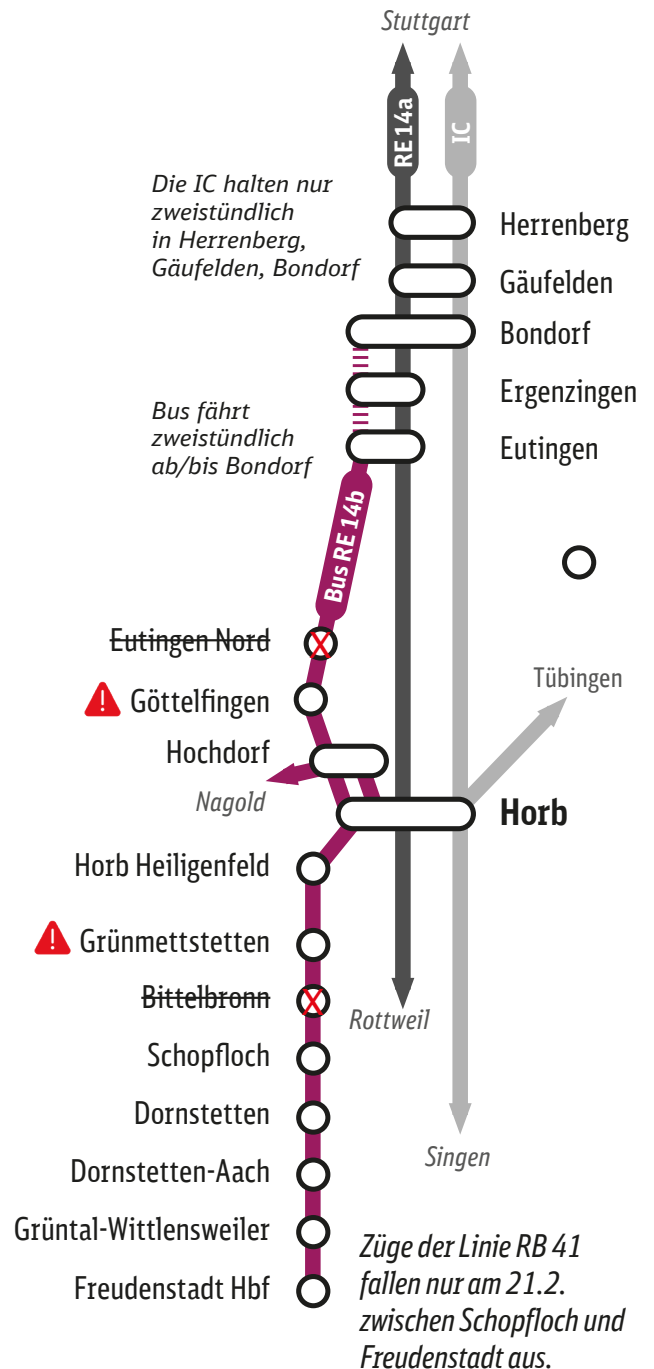 Stuttgart
RE 14a
IC
Die IC halten nur
zweistündlich
in Herrenberg,
Gäufelden, Bondorf
Herrenberg
Gäufelden
Bondorf
Ergenzingen
Bus fährt
zweistündlich
ab/bis Bondorf
Eutingen
Bus RE 14b
Eutingen Nord
Göttelfingen
Tübingen
Hochdorf
Nagold
Horb
Horb Heiligenfeld
Grünmettstetten
Bittelbronn
Rottweil
Schopfloch
Dornstetten
Singen
Dornstetten-Aach
Grüntal-Wittlensweiler
Freudenstadt Hbf
Züge der Linie RB 41
fallen nur am 21.2.
zwischen Schopfloch und
Freudenstadt aus.